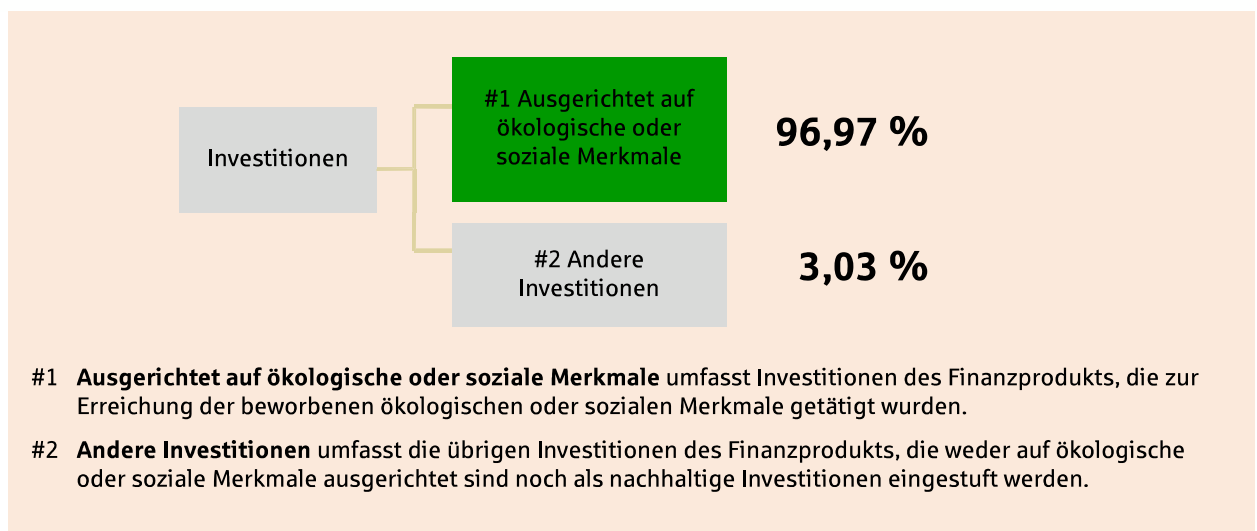 #1 Ausgerichtet auf
ökologische oder
soziale Merkmale
96,97 %
Investitionen
#2 Andere
Investitionen
3,03 %
#1 Ausgerichtet auf ökologische oder soziale Merkmale umfasst Investitionen des Finanzprodukts, die zur
Erreichung der beworbenen ökologischen oder sozialen Merkmale getätigt wurden.
#2 Andere Investitionen umfasst die übrigen Investitionen des Finanzprodukts, die weder auf ökologische
oder soziale Merkmale ausgerichtet sind noch als nachhaltige Investitionen eingestuft werden.